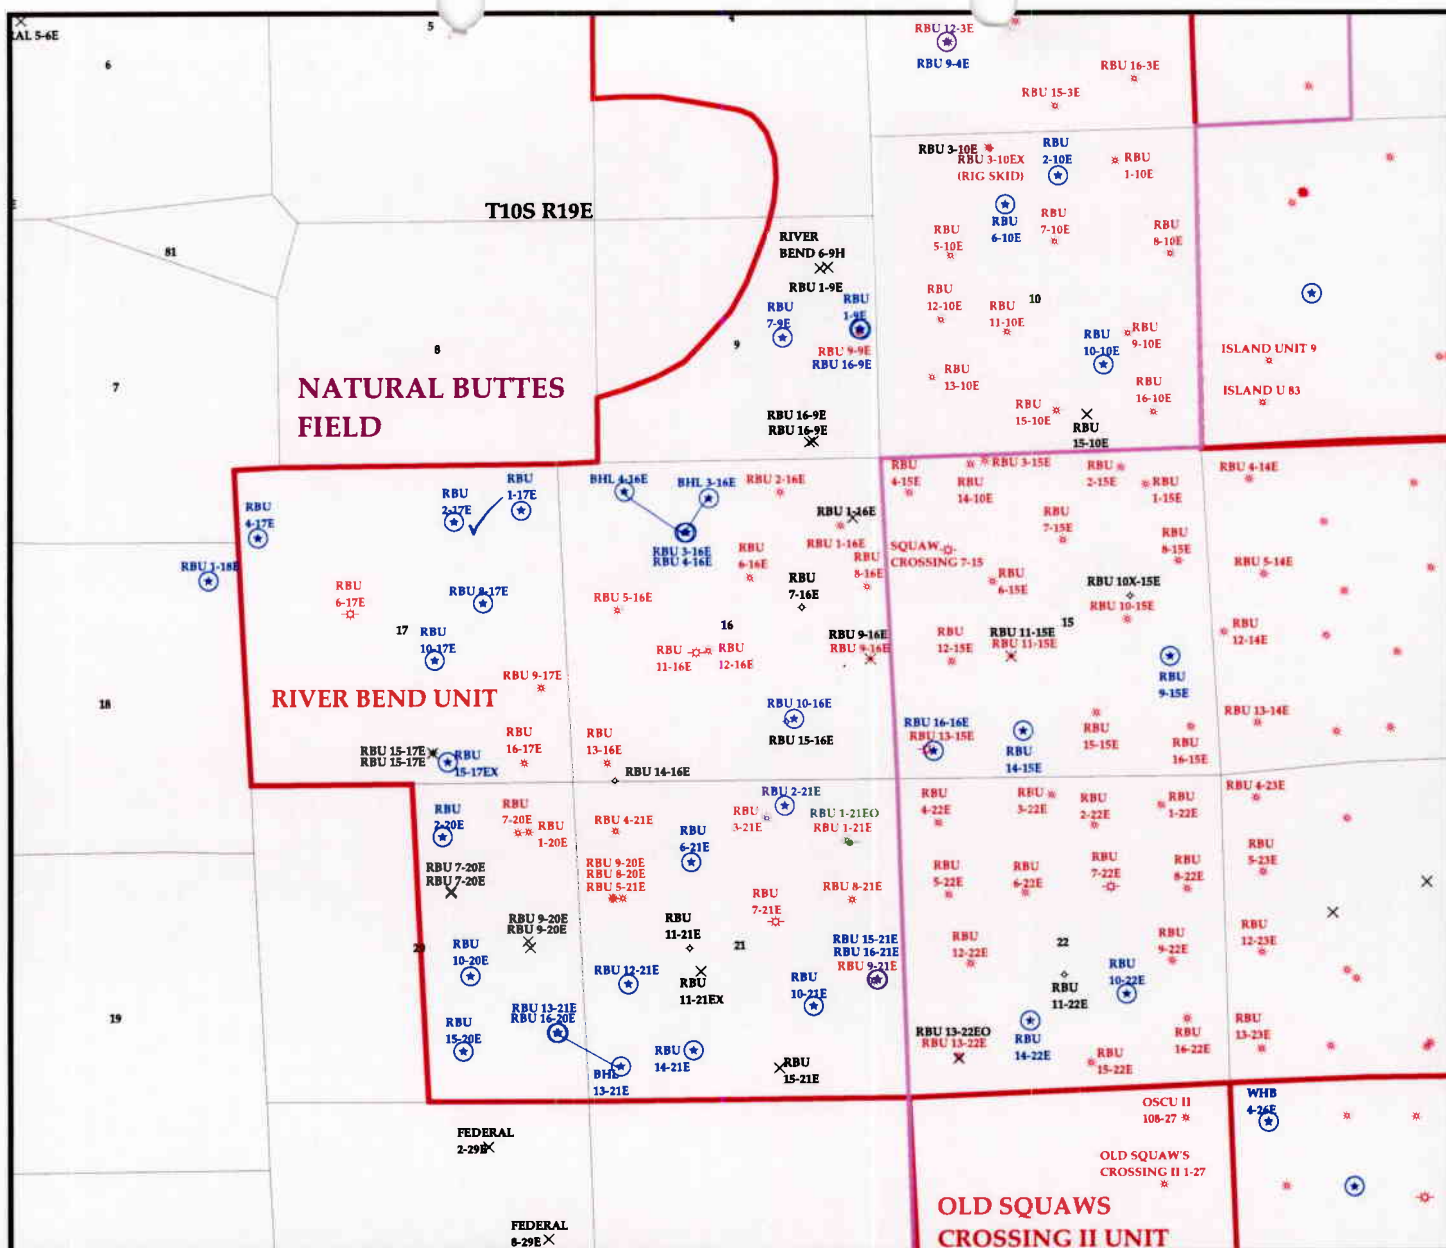 RAL 5-6E
5
6
4
RBU 12-3E
RBU 9-4E
RBU 16-3E
RBU 15-3E
RBU 3-10E
RBU 3-10EX
(RIG SKID)
RBU
2-10E
RBU
1-10E
RBU
6-10E
RBU
7-10E
RBU
5-10E
RBU
8-10E
T10S R19E
81
RIVER
BEND 6-9H
RBU 1-9E
RBU
7-9E
RBU
1-9E
9
RBU 9-9E
RBU 16-9E
RBU
12-10E
RBU
11-10E
10
RBU
10-10E
RBU
9-10E
ISLAND UNIT 9
ISLAND U 83
7
8
NATURAL BUTTES
FIELD
RBU
13-10E
RBU
15-10E
RBU
16-10E
RBU
15-10E
RBU 16-9E
RBU 16-9E
RBU
4-17E
RBU
2-17E
RBU
1-17E
BHL 4-16E
BHL 3-16E
RBU 2-16E
RBU 1-16E
RBU 1-16E
RBU 3-16E
RBU 4-16E
RBU
4-15E
RBU
14-10E
RBU 3-15E
RBU
2-15E
RBU
1-15E
RBU 4-14E
RBU
7-15E
RBU
8-15E
SQUAW
CROSSING 7-15
RBU
6-15E
RBU 10X-15E
RBU 10-15E
RBU 5-14E
RBU 1-18E
RBU
6-17E
RBU 8-17E
RBU
6-16E
RBU
8-16E
RBU
7-16E
RBU 5-16E
17
RBU
10-17E
16
RBU 9-16E
RBU 9-16E
RBU
11-16E
RBU
12-16E
RBU
12-15E
RBU 11-15E
RBU 11-15E
15
RBU
12-14E
RBU
9-15E
18
RIVER BEND UNIT
RBU 9-17E
RBU 10-16E
RBU 15-16E
RBU 16-16E
RBU 13-15E
RBU
14-15E
RBU
15-15E
RBU
16-15E
RBU 13-14E
RBU 15-17E
RBU 15-17E
RBU
15-17EX
RBU
16-17E
RBU
13-16E
RBU 14-16E
RBU
2-20E
RBU
7-20E
RBU
1-20E
RBU 4-21E
RBU
6-21E
RBU 2-21E
RBU
3-21E
RBU 1-21EO
RBU 1-21E
RBU
4-22E
RBU
3-22E
RBU
2-22E
RBU
1-22E
RBU 4-23E
RBU 7-20E
RBU 7-20E
RBU 9-20E
RBU 8-20E
RBU 5-21E
RBU
7-21E
RBU 8-21E
RBU
5-22E
RBU
6-22E
RBU
7-22E
RBU
8-22E
RBU
5-23E
20
RBU 9-20E
RBU 9-20E
RBU
11-21E
21
RBU
10-20E
RBU 12-21E
RBU
11-21EX
RBU
10-21E
RBU 15-21E
RBU 16-21E
RBU 9-21E
RBU
12-22E
22
RBU
11-22E
RBU
10-22E
RBU
9-22E
RBU
12-23E
19
RBU
15-20E
RBU 13-21E
RBU 16-20E
BHL
13-21E
RBU
14-21E
RBU
15-21E
RBU 13-22EO
RBU 13-22E
RBU
14-22E
RBU
15-22E
RBU
16-22E
RBU
13-23E
FEDERAL
2-29E
OSCU II
108-27
WHB
4-26E
OLD SQUAW'S
CROSSING II 1-27
FEDERAL
8-29E
OLD SQUAWS
CROSSING II UNIT